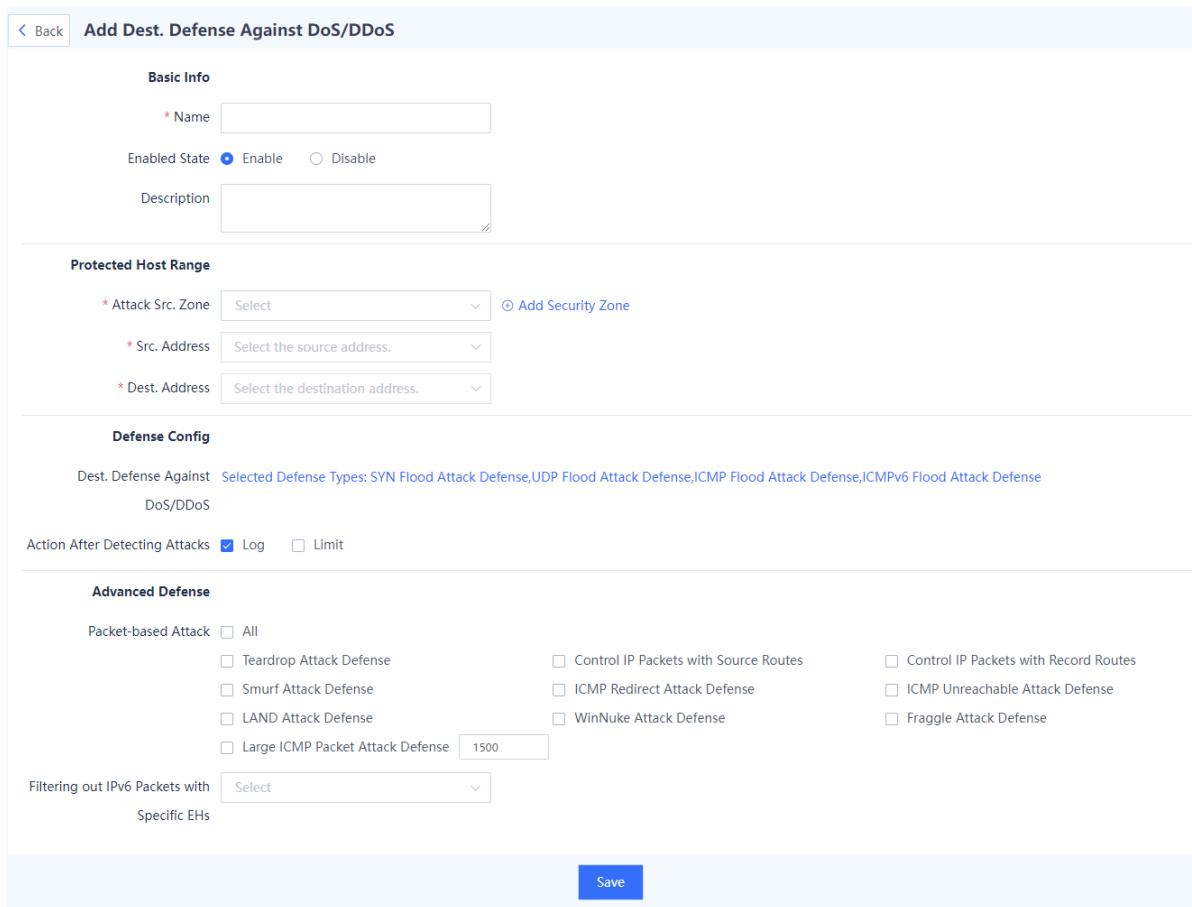 Back
Add Dest. Defense Against DoS/DDoS
Basic Info
* Name
Enabled State Enable Disable
Description
Protected Host Range
* Attack Src. Zone Select Add Security Zone
* Src. Address Select the source address.
* Dest. Address Select the destination address.
Defense Config
Dest. Defense Against Selected Defense Types: SYN Flood Attack Defense,UDP Flood Attack Defense,ICMP Flood Attack Defense,ICMPv6 Flood Attack Defense
DoS/DDoS
Action After Detecting Attacks Log Limit
Advanced Defense
Packet-based Attack All
Teardrop Attack Defense Control IP Packets with Source Routes Control IP Packets with Record Routes
Smurf Attack Defense ICMP Redirect Attack Defense ICMP Unreachable Attack Defense
LAND Attack Defense WinNuke Attack Defense Fraggle Attack Defense
Large ICMP Packet Attack Defense 1500
Filtering out IPv6 Packets with Select
Specific EHs
Save